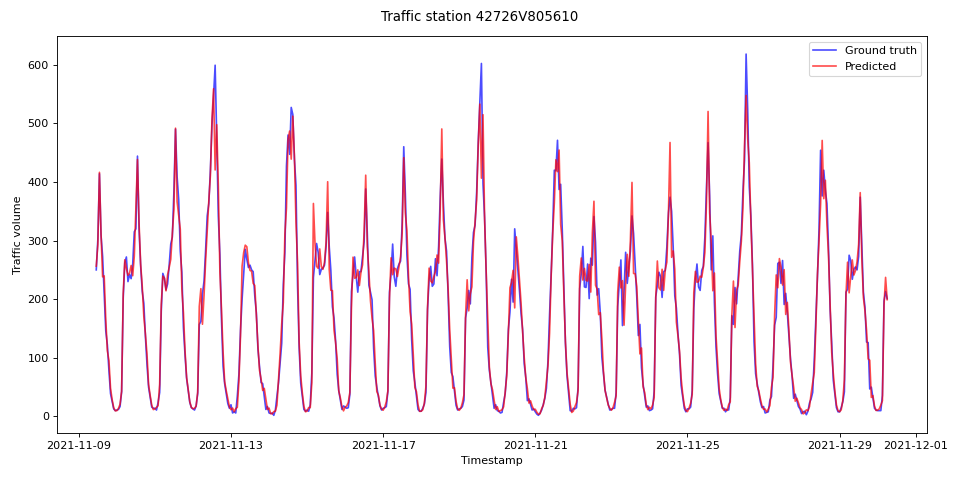 Traffic station 42726V805610
Ground truth
Predicted
Traffic volume
600
500
400
300
200
100
0
2021-11-09
2021-11-13
2021-11-17
2021-11-21
2021-11-25
2021-11-29
2021-12-01
Timestamp